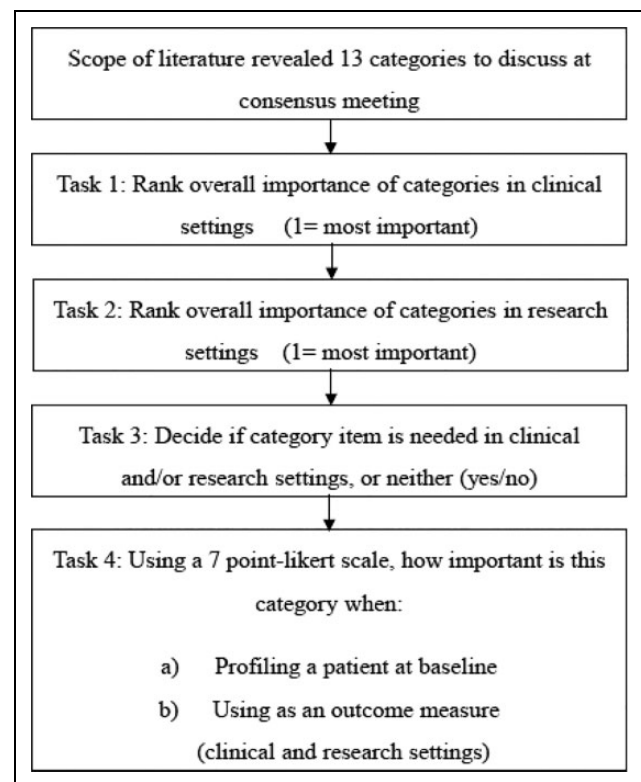 Scope of literature revealed 13 categories to discuss at
consensus meeting
Task 1: Rank overall importance of categories in clinical
settings (1= most important)
Task 2: Rank overall importance of categories in research
settings (1= most important)
Task 3: Decide if category item is needed in clinical
and/or research settings, or neither (yes/no)
Task 4: Using a 7 point-likert scale, how important is this
category when:
a) Profiling a patient at baseline
b) Using as an outcome measure
(clinical and research settings)